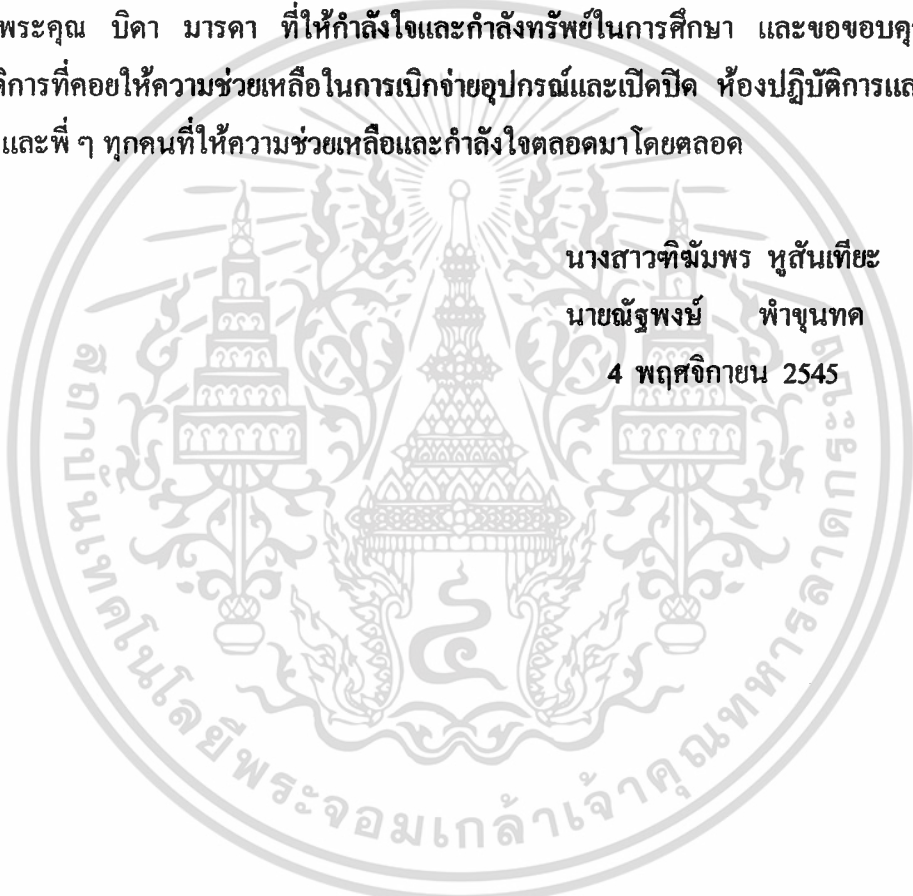 พระคุณ บิดา มารดา ที่ให้กำลังใจและกำลังทรัพย์ในการศึกษา และขอขอบคุ
ติการที่คอยให้ความช่วยเหลือในการเบิกจ่ายอุปกรณ์และเปิดปิด ห้องปฏิบัติการแล
และพี่ ๆ ทุกคนที่ให้ความช่วยเหลือและกำลังใจตลอดมาโดยตลอด
นางสาวทิฆัมพร หูสันเทียะ
นายณัฐพงษ์ พำขุนทด
4 พฤศจิกายน 2545
สถาบันเทคโนโลยีพระจอมเกล้าเจ้าคุณทหารลาดกระบัง